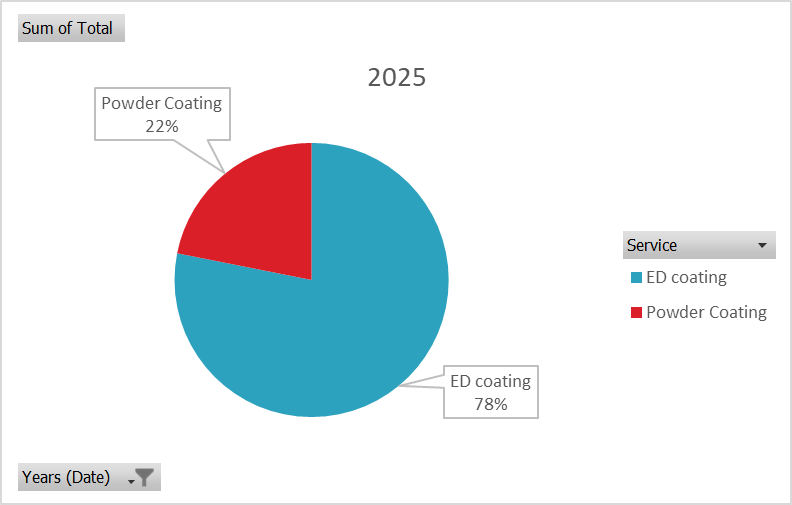 Sum of Total
2025
Powder Coating
22%
Service
ED coating
Powder Coating
ED coating
78%
Years (Date)